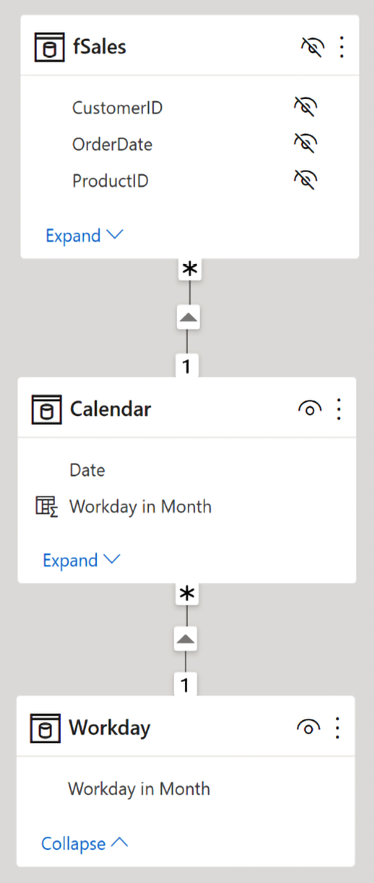 fSales
CustomerID
OrderDate
ProductID
Expand
*
1
Calendar
Date
Workday in Month
Expand
*
1
Workday
Workday in Month
Collapse